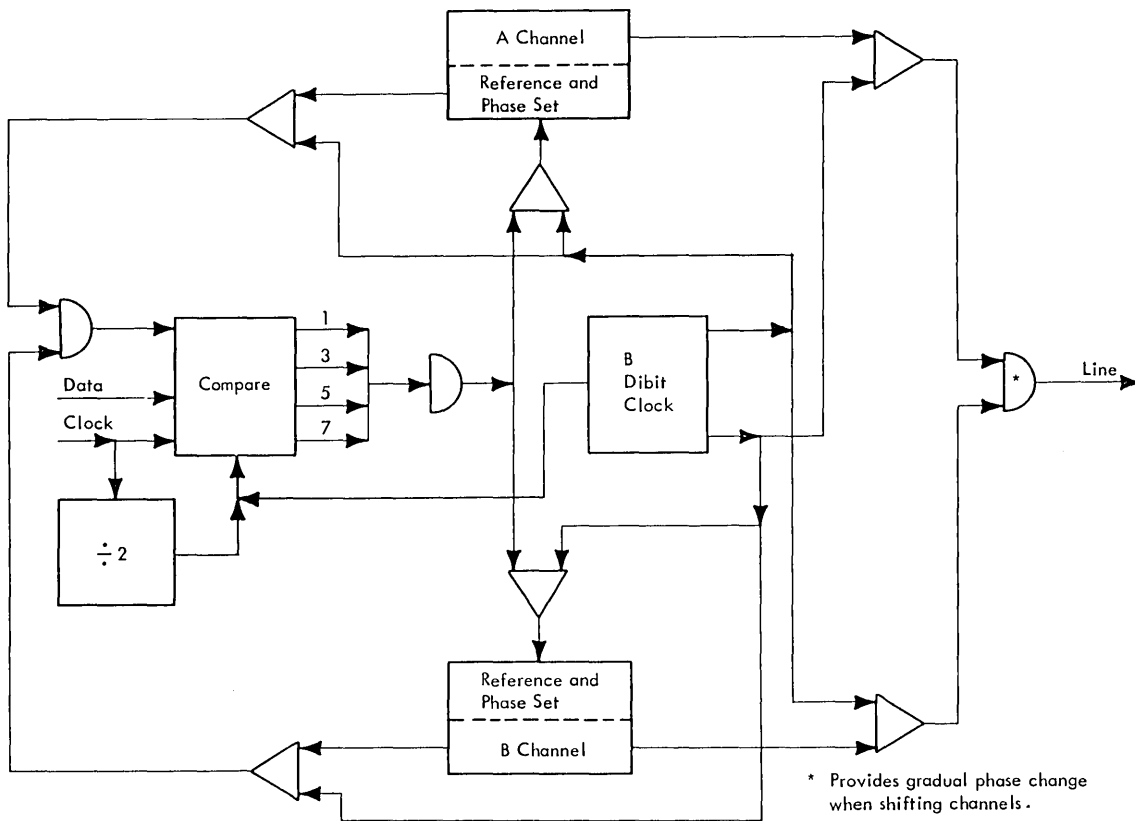 A Channel
Reference and
Phase Set
1
3
5
7
Compare
Data
Clock
÷2
B
Dibit
Clock
*
Line
Reference and
Phase Set
B Channel
* Provides gradual phase change
when shifting channels.